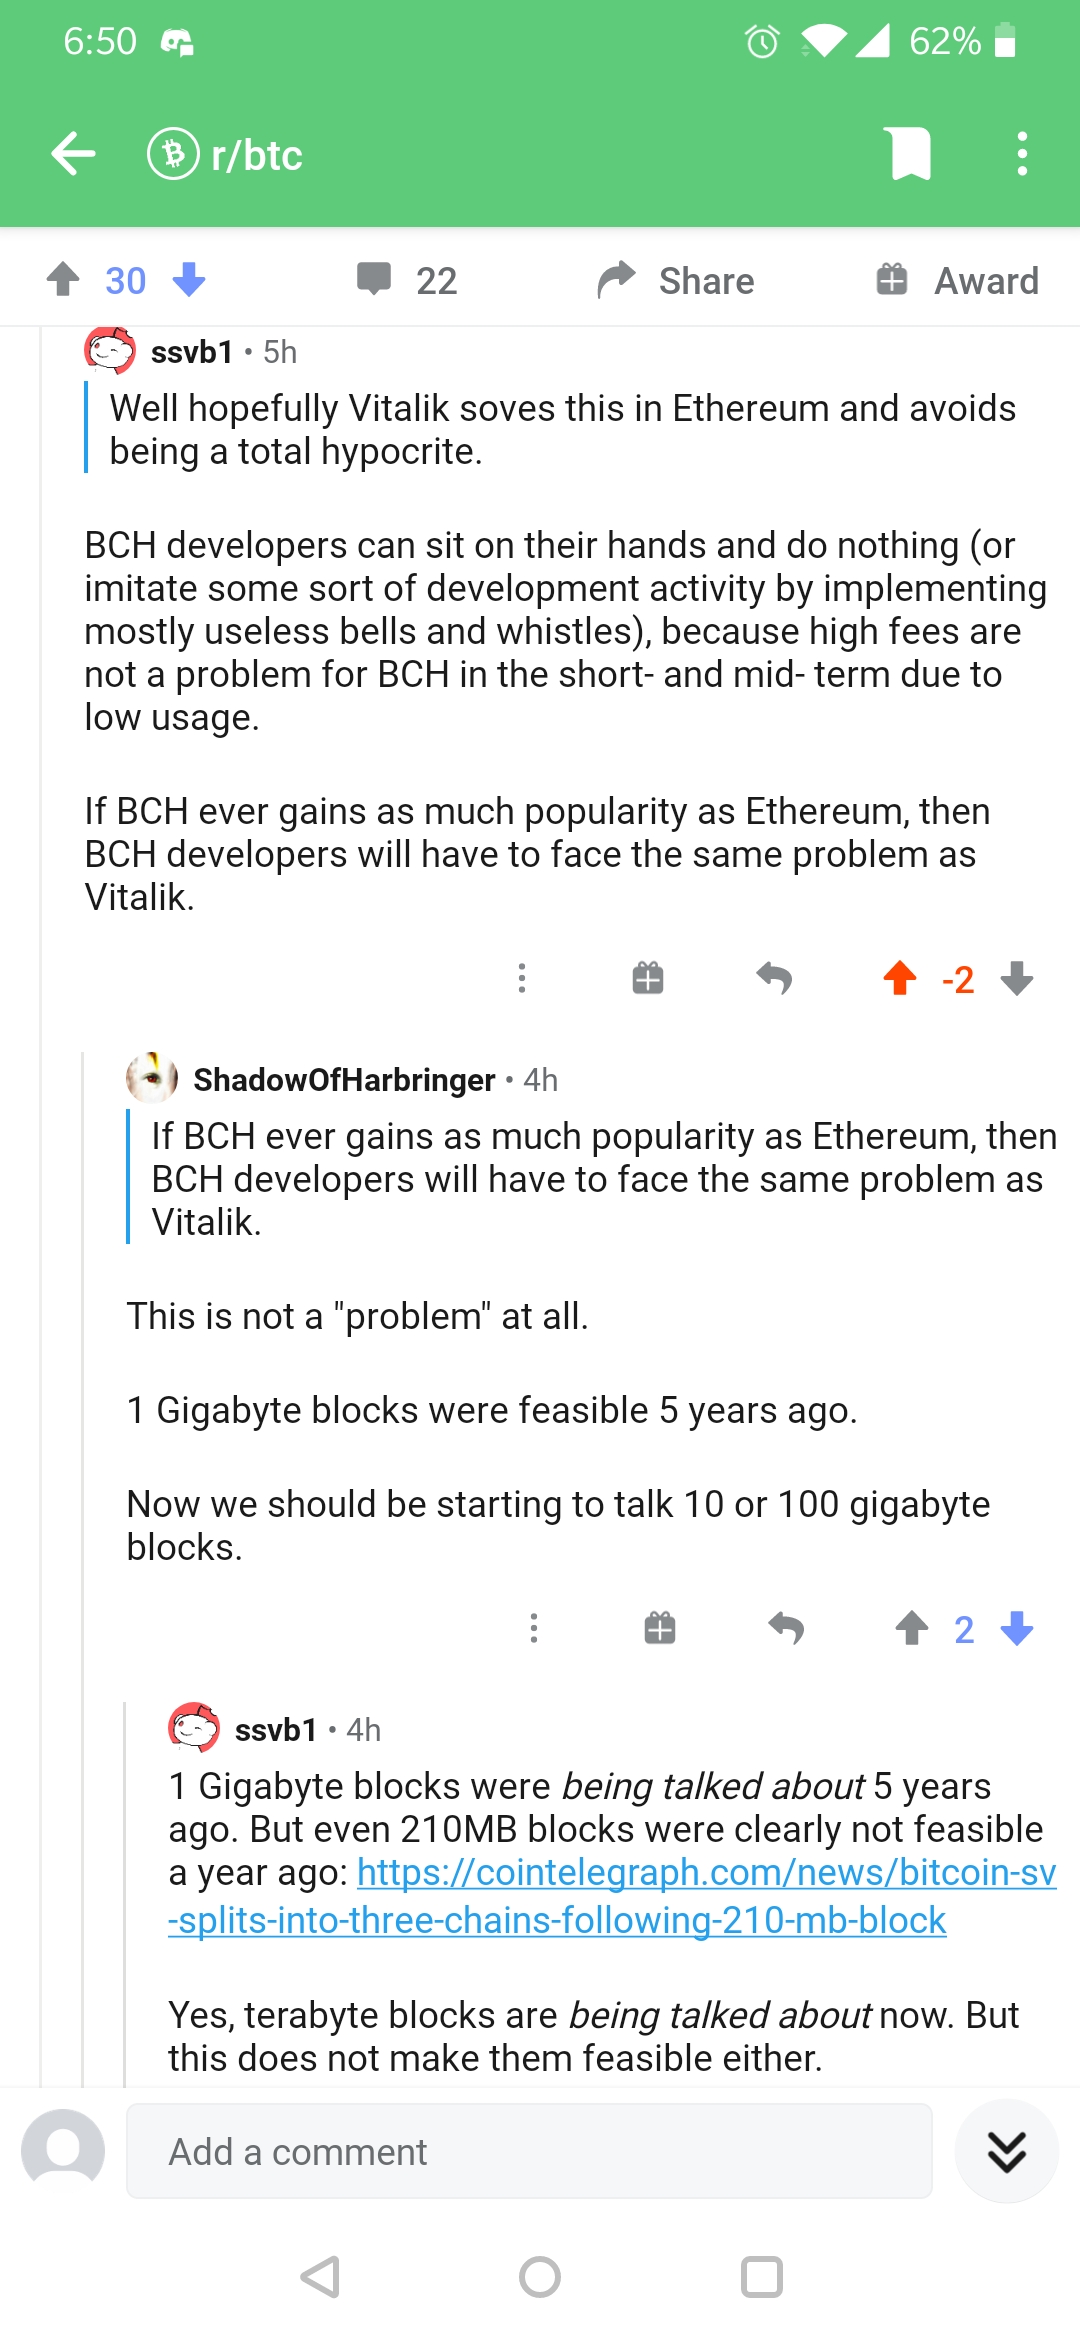 6:50
62%
r/btc
30
22
Share
Award
ssvb1 • 5h
Well hopefully Vitalik soves this in Ethereum and avoids
being a total hypocrite.
BCH developers can sit on their hands and do nothing (or
imitate some sort of development activity by implementing
mostly useless bells and whistles), because high fees are
not a problem for BCH in the short- and mid- term due to
low usage.
If BCH ever gains as much popularity as Ethereum, then
BCH developers will have to face the same problem as
Vitalik.
-2
ShadowOfHarbringer • 4h
If BCH ever gains as much popularity as Ethereum, then
BCH developers will have to face the same problem as
Vitalik.
This is not a "problem" at all.
1 Gigabyte blocks were feasible 5 years ago.
Now we should be starting to talk 10 or 100 gigabyte
blocks.
2
ssvb1 • 4h
1 Gigabyte blocks were being talked about 5 years
ago. But even 210MB blocks were clearly not feasible
a year ago: https://cointelegraph.com/news/bitcoin-sv
-splits-into-three-chains-following-210-mb-block
Yes, terabyte blocks are being talked about now. But
this does not make them feasible either.
Add a comment